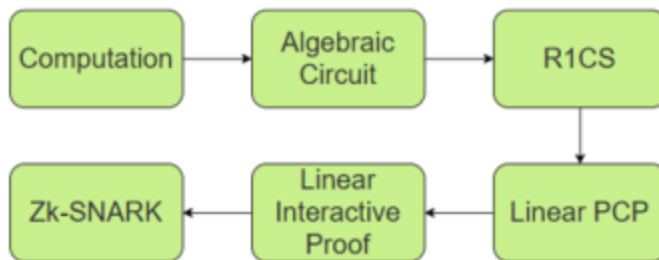 Computation
Algebraic
Circuit
R1CS
Zk-SNARK
Linear
Interactive
Proof
Linear PCP